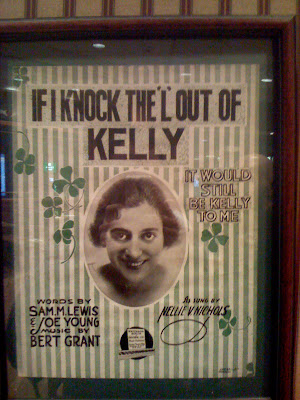 IF I KNOCK THE "L" OUT OF
KELLY
IT WOULD
STILL
BE KELLY
TO ME
WORDS BY
SAM. M. LEWIS
& JOE YOUNG
MUSIC BY
BERT GRANT
AS SUNG BY
NELLIE V. NICHOLS